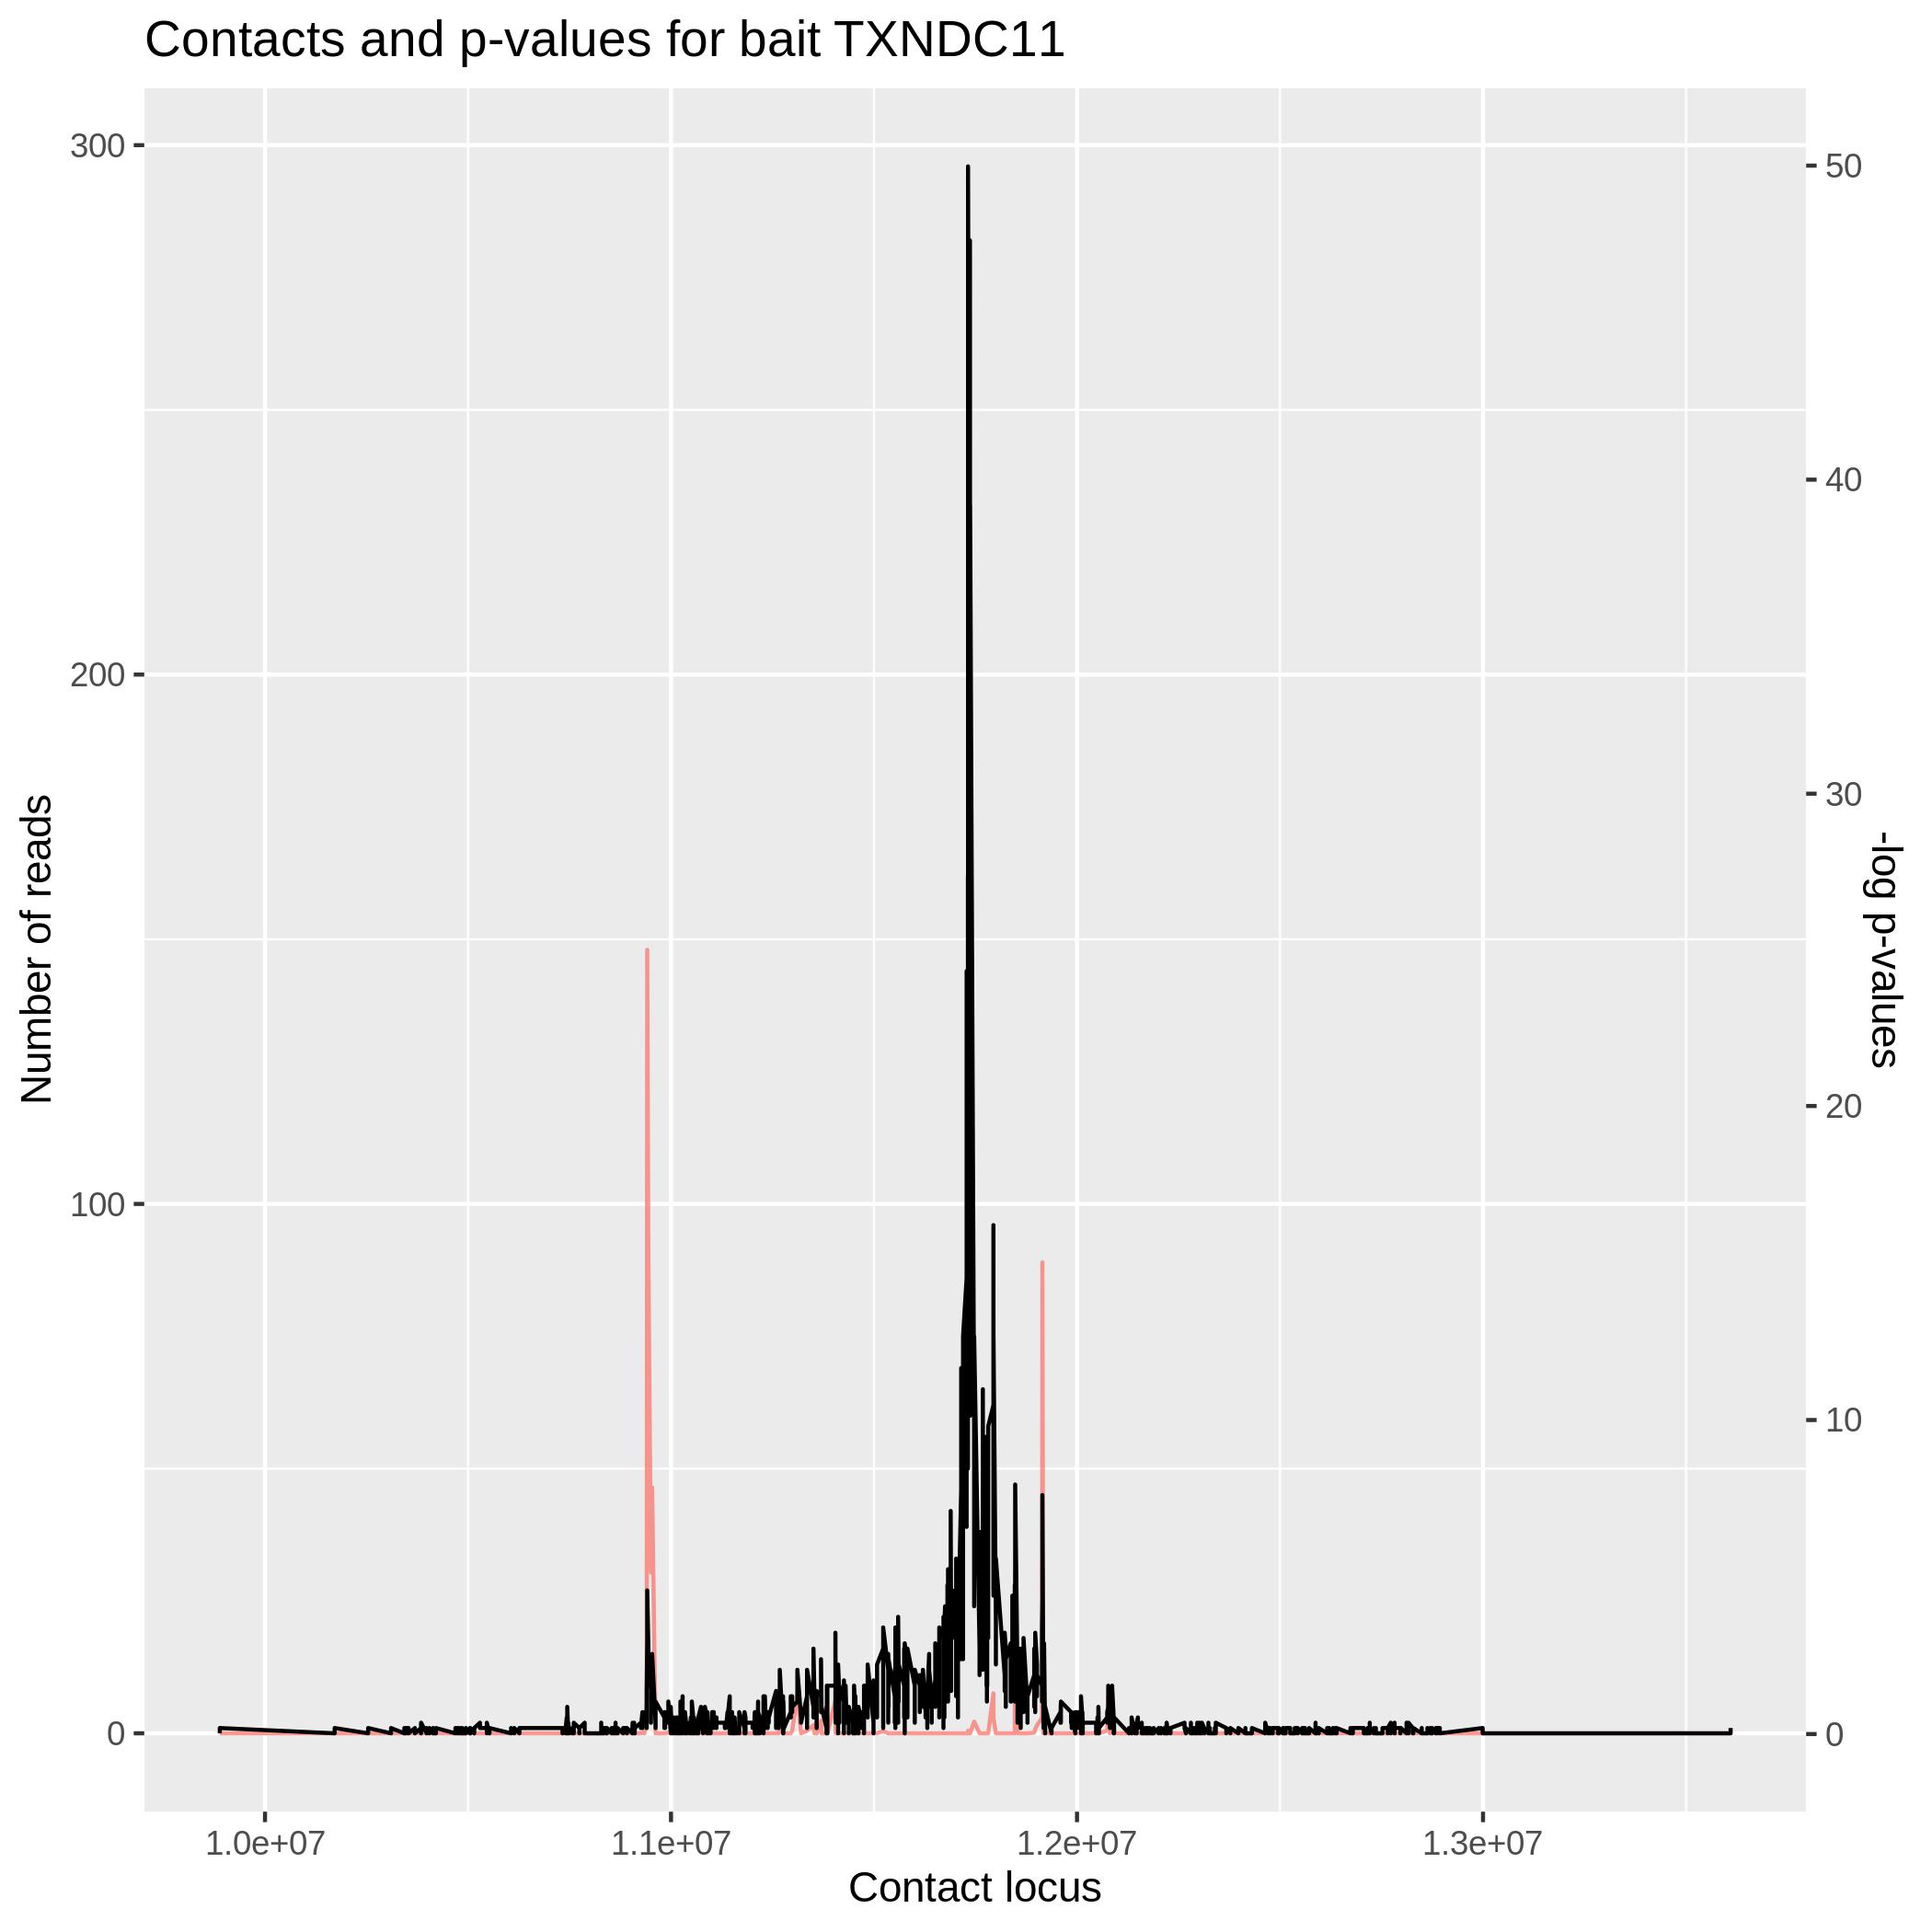 Contacts and p-values for bait TXNDC11
300
200
100
0
Number of reads
50
40
30
20
10
0
-log p-values
1.0e+07
1.1e+07
1.2e+07
1.3e+07
Contact locus